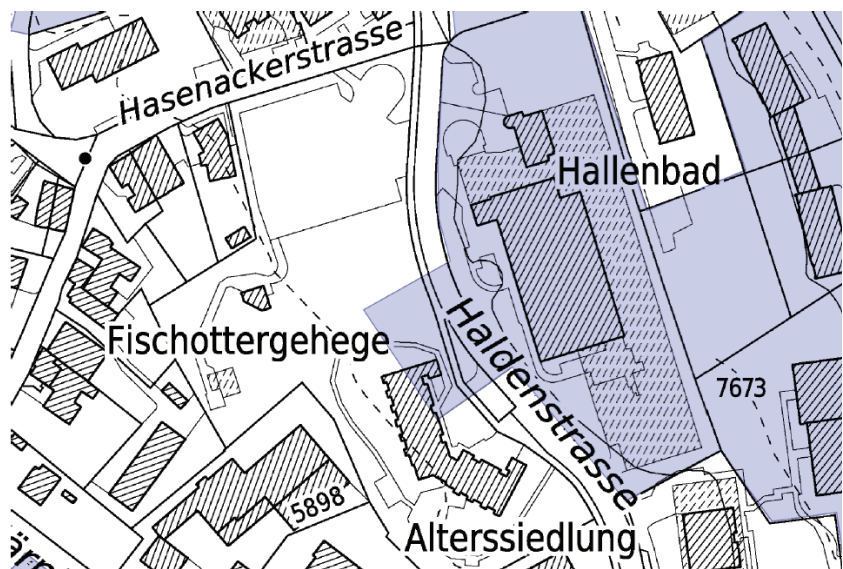 Hasenackerstrasse
Hallenbad
Fischottergehege
Haldenstrasse
7673
5898
Alterssiedlung